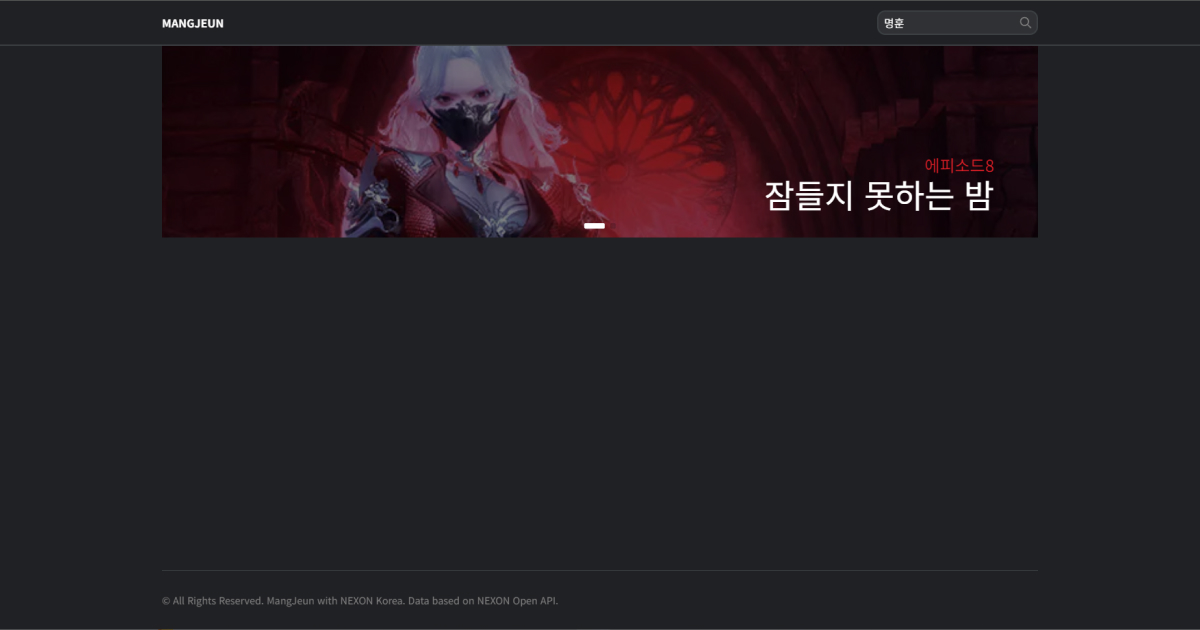 MANGJEUN
명훈
에피소드8
잠들지 못하는 밤
© All Rights Reserved. MangJeun with NEXON Korea. Data based on NEXON Open API.